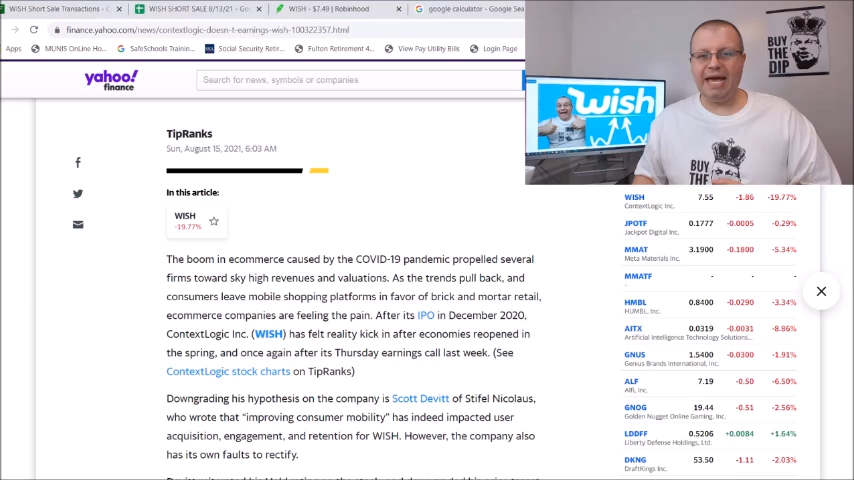 WISH Short Sale Transactions - G
WISH SHORT SALE 8/13/21 - Go
WISH - $7.49 | Robinhood
google calculator - Google Sea
finance.yahoo.com/news/contextlogic-doesn-t-earnings-wish-100322357.html
Apps
MUNIS OnLine Ho...
SafeSchools Training...
Social Security Retir...
Fulton Retirement 4...
View Pay Utility Bills
Login Page
yahoo!
finance
Search for news, symbols or companies
BUY
THE
DIP
wish
BUY
THE
TipRanks
Sun, August 15, 2021, 6:03 AM
In this article:
WISH
-19.77%
The boom in ecommerce caused by the COVID-19 pandemic propelled several
firms toward sky high revenues and valuations. As the trends pull back, and
consumers leave mobile shopping platforms in favor of brick and mortar retail,
ecommerce companies are feeling the pain. After its IPO in December 2020,
ContextLogic Inc. (WISH) has felt reality kick in after economies reopened in
the spring, and once again after its Thursday earnings call last week. (See
ContextLogic stock charts on TipRanks)
Downgrading his hypothesis on the company is Scott Devitt of Stifel Nicolaus,
who wrote that “improving consumer mobility” has indeed impacted user
acquisition, engagement, and retention for WISH. However, the company also
has its own faults to rectify.
WISH 7.55 -1.86 -19.77%
ContextLogic Inc.
JPOTF 0.1777 -0.0005 -0.29%
Jackpot Digital Inc.
MMAT 3.1900 -0.1800 -5.34%
Meta Materials Inc.
MMATF - - -
-
HMBL 0.8400 -0.0290 -3.34%
HUMBL, Inc.
AITX 0.0319 -0.0031 -8.86%
Artificial Intelligence Technology Solutions...
GNUS 1.5400 -0.0300 -1.91%
Genius Brands International, Inc.
ALF 7.19 -0.50 -6.50%
Alfi, Inc.
GNOG 19.44 -0.51 -2.56%
Golden Nugget Online Gaming, Inc.
LDDFF 0.5206 +0.0084 +1.64%
Liberty Defense Holdings, Ltd.
DKNG 53.50 -1.11 -2.03%
DraftKings Inc.